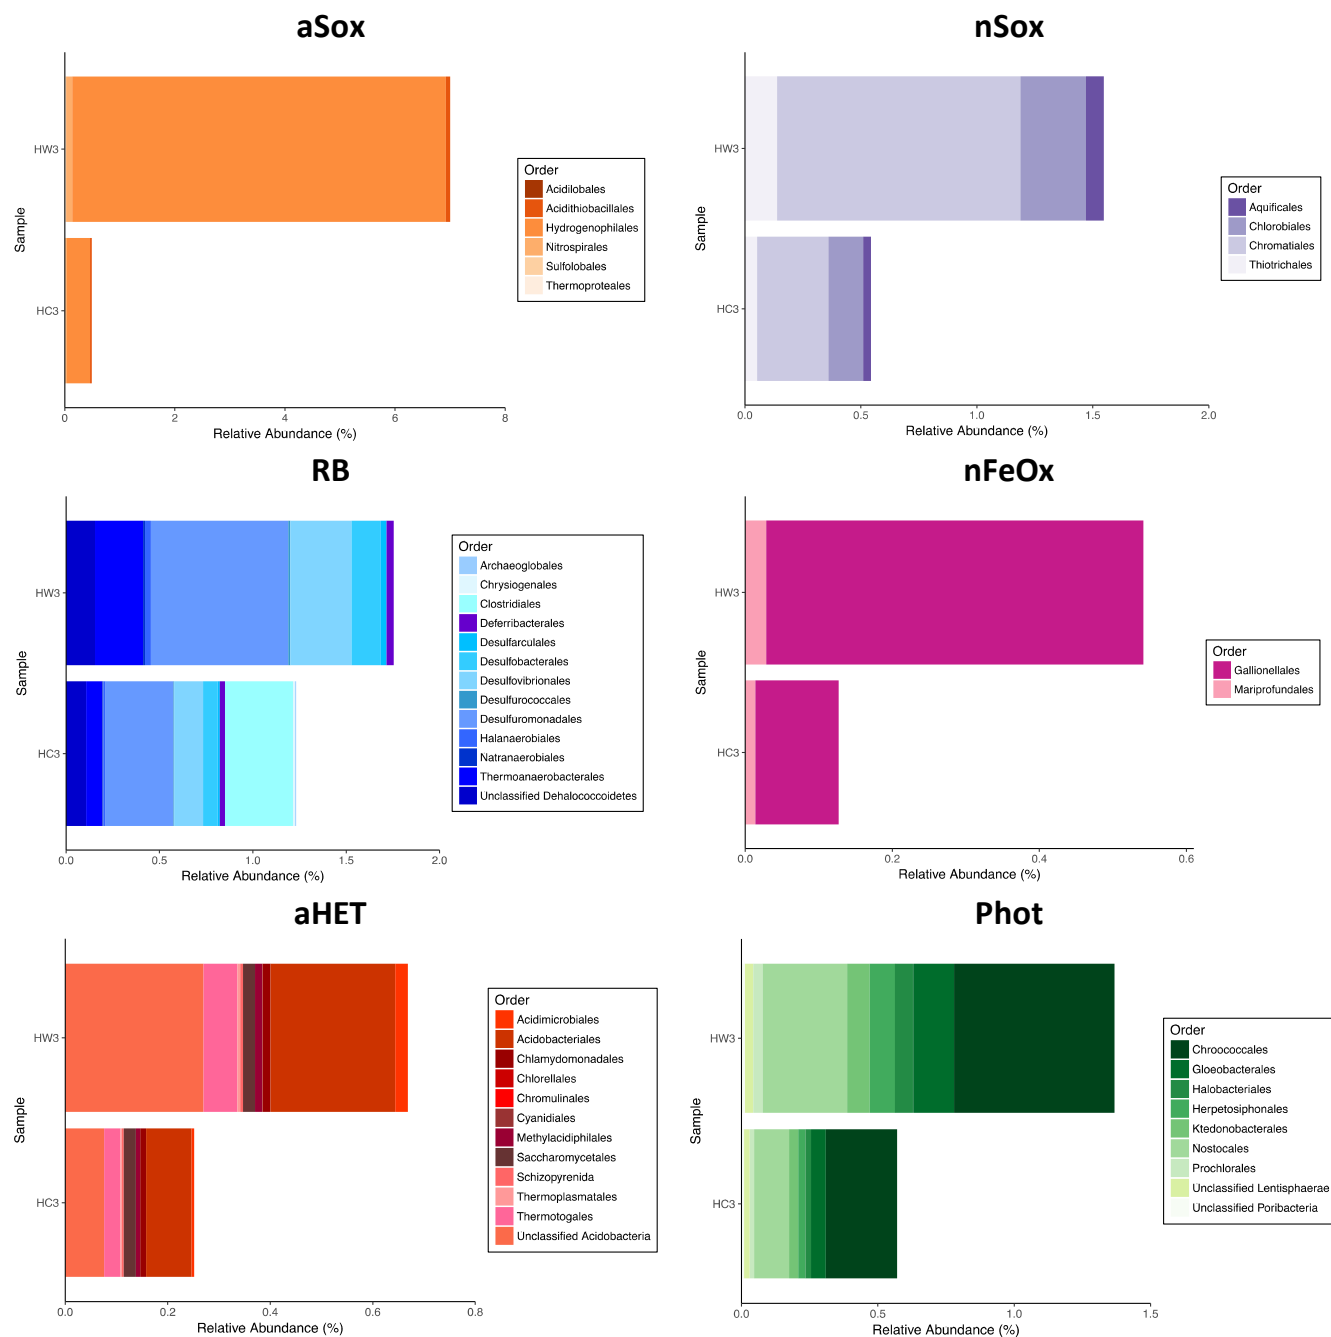 aSox
HW3
HC3
Sample
0
2
4
6
8
Relative Abundance (%)
Order
Acidilobales
Acidithiobacillales
Hydrogenophilales
Nitrospirales
Sulfolobales
Thermoproteales
nSox
HW3
HC3
Sample
0.0
0.5
1.0
1.5
2.0
Relative Abundance (%)
Order
Aquificales
Chlorobiales
Chromatiales
Thiotrichales
RB
HW3
HC3
Sample
0.0
0.5
1.0
1.5
2.0
Relative Abundance (%)
Order
Archaeoglobales
Chrysiogenales
Clostridiales
Deferribacterales
Desulfarculales
Desulfobacterales
Desulfovibrionales
Desulfurococcales
Desulfuromonadales
Halanaerobiales
Natranaerobiales
Thermoanaerobacterales
Unclassified Dehalococcoidetes
nFeOx
HW3
HC3
Sample
0.0
0.2
0.4
0.6
Relative Abundance (%)
Order
Gallionellales
Mariprofundales
aHET
HW3
HC3
Sample
0.0
0.2
0.4
0.6
0.8
Relative Abundance (%)
Order
Acidimicrobiales
Acidobacteriales
Chlamydomonadales
Chlorellales
Chromulinales
Cyanidiales
Methylacidiphilales
Saccharomycetales
Schizopyrenida
Thermoplasmatales
Thermotogales
Unclassified Acidobacteria
Phot
HW3
HC3
Sample
0.0
0.5
1.0
1.5
Relative Abundance (%)
Order
Chroococcales
Gloeobacterales
Halobacteriales
Herpetosiphonales
Ktedonobacterales
Nostocales
Prochlorales
Unclassified Lentisphaerae
Unclassified Poribacteria